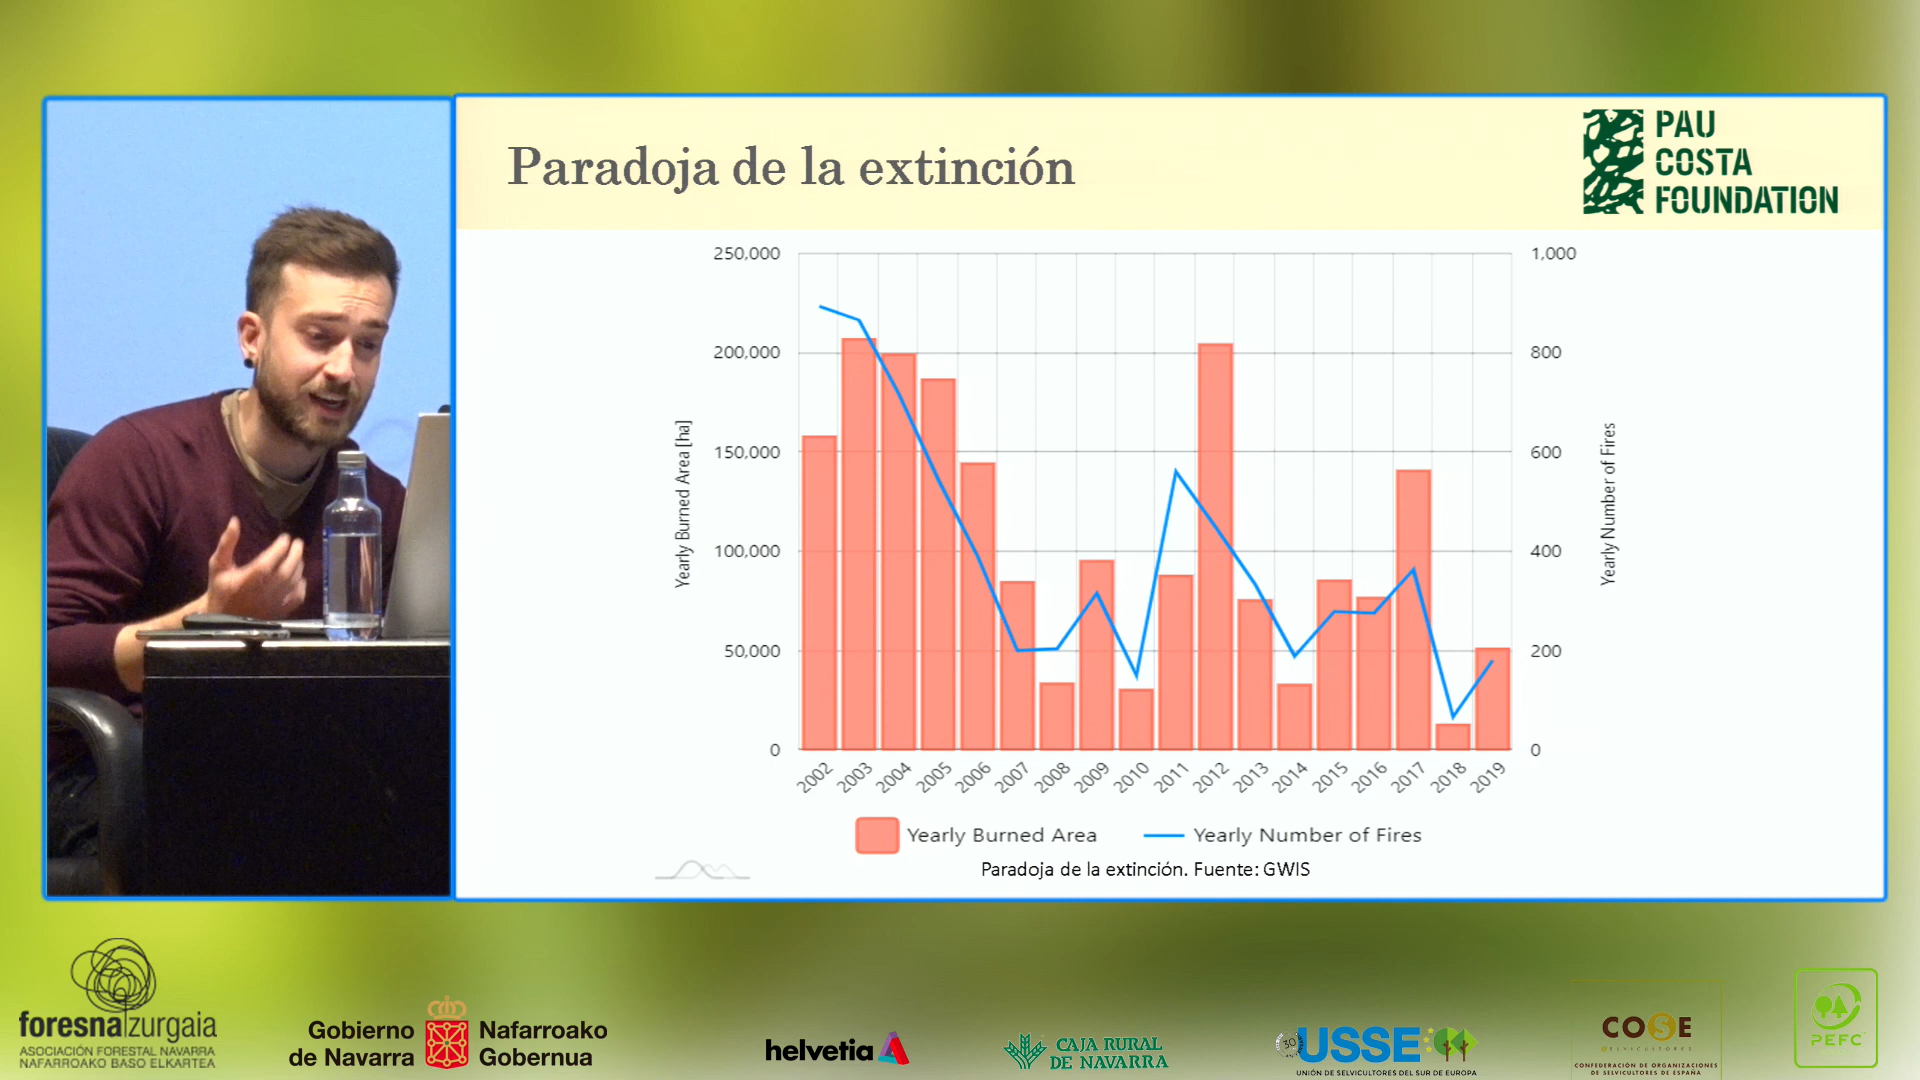 Paradoja de la extinción
PAU
COSTA
FOUNDATION
250,000
200,000
150,000
100,000
50,000
0
Yearly Burned Area [ha]
1,000
800
600
400
200
0
Yearly Number of Fires
2002 2003 2004 2005 2006 2007 2008 2009 2010 2011 2012 2013 2014 2015 2016 2017 2018 2019
Yearly Burned Area Yearly Number of Fires
Paradoja de la extinción. Fuente: GWIS
foresna zurgaia
ASOCIACIÓN FORESTAL NAVARRA
NAFARROAKO BASO ELKARTEA
Gobierno
de Navarra
Nafarroako
Gobernua
helvetia
CAJA RURAL
DE NAVARRA
30
USSE
UNIÓN DE SELVICULTORES DEL SUR DE EUROPA
COSE
SELVICULTORES
CONFEDERACIÓN DE ORGANIZACIONES
DE SELVICULTORES DE ESPAÑA
PEFC